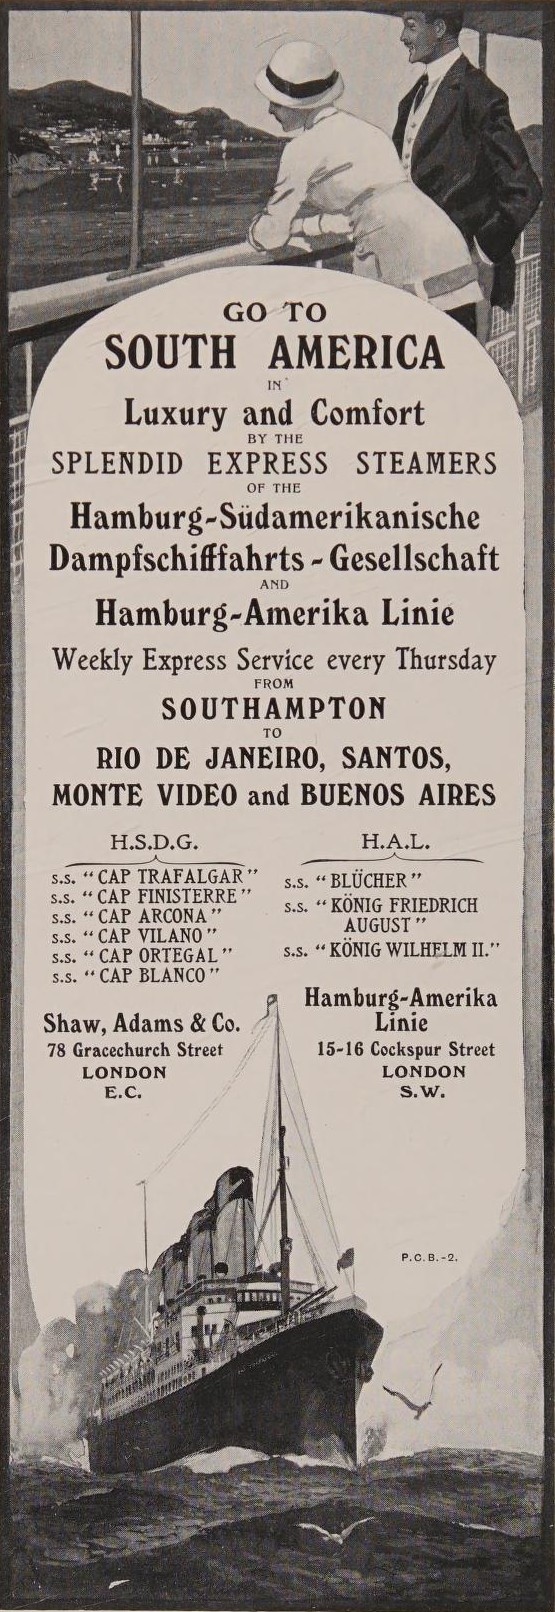 GO TO
SOUTH AMERICA
IN
Luxury and Comfort
BY THE
SPLENDID EXPRESS STEAMERS
OF THE
Hamburg-Südamerikanische
Dampfschifffahrts-Gesellschaft
AND
Hamburg-Amerika Linie
Weekly Express Service every Thursday
FROM
SOUTHAMPTON
TO
RIO DE JANEIRO, SANTOS,
MONTE VIDEO and BUENOS AIRES
H.S.D.G.
s.s. "CAP TRAFALGAR"
s.s. "CAP FINISTERRE"
s.s. "CAP ARCONA"
s.s. "CAP VILANO"
s.s. "CAP ORTEGAL"
s.s. "CAP BLANCO"
Shaw, Adams & Co.
78 Gracechurch Street
LONDON
E.C.
H.A.L.
s.s. "BLÜCHER"
s.s. "KÖNIG FRIEDRICH
AUGUST"
s.s. "KÖNIG WILHELM II."
Hamburg-Amerika
Linie
15-16 Cockspur Street
LONDON
S.W.
P.C.B.-2.